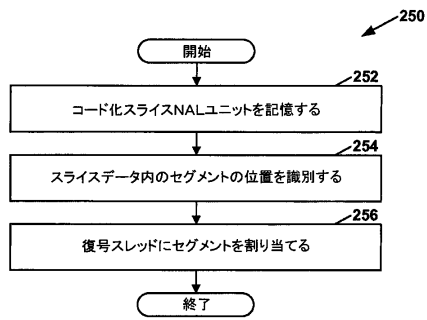 250
開始
252
コード化スライスNALユニットを記憶する
254
スライスデータ内のセグメントの位置を識別する
256
復号スレッドにセグメントを割り当てる
終了